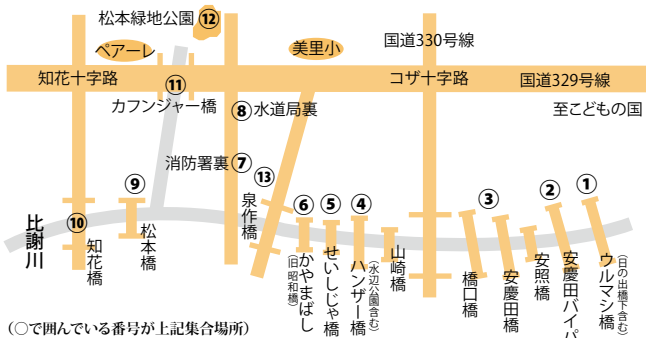 松本緑地公園
⑫
ペアーレ
美里小
国道330号線
知花十字路
⑪
コザ十字路
国道329号線
カフンジャー橋
⑧水道局裏
至こどもの国
消防署裏⑦
⑬
⑨
⑥
⑤
④
③
②
①
⑩
比謝川
知花橋
松本橋
泉作橋
かやまばし
(旧昭和橋)
せいしじゃ橋
ハンザー橋
(水辺公園含む)
山崎橋
橋口橋
安慶田橋
安照橋
安慶田バイパ
ウルマシ橋
(日の出橋下含む)
(○で囲んでいる番号が上記集合場所)